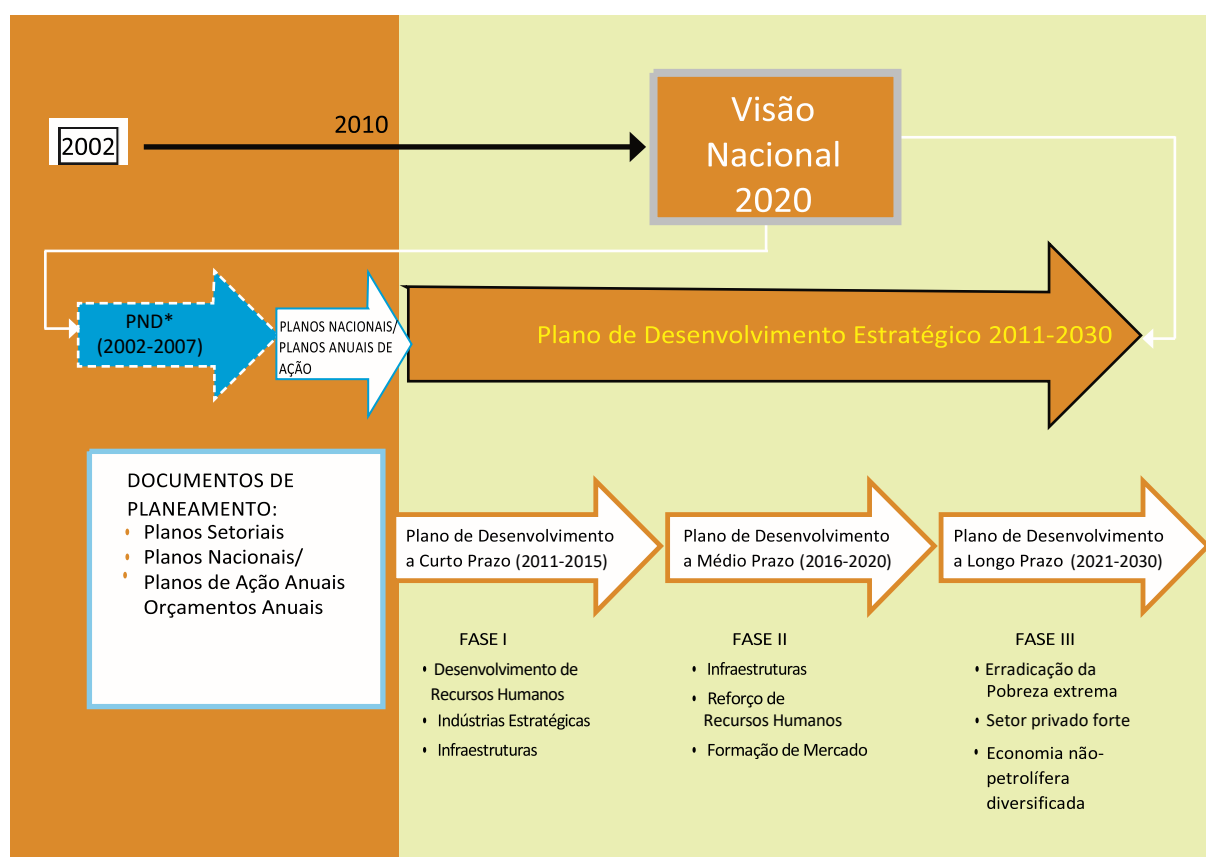 2002
2010
Visão
Nacional
2020
PND*
(2002-2007)
PLANOS NACIONAIS/
PLANOS ANUAIS DE
AÇÃO
Plano de Desenvolvimento Estratégico 2011-2030
DOCUMENTOS DE
PLANEAMENTO:
• Planos Setoriais
• Planos Nacionais/
• Planos de Ação Anuais
Orçamentos Anuais
Plano de Desenvolvimento
a Curto Prazo (2011-2015)
Plano de Desenvolvimento
a Médio Prazo (2016-2020)
Plano de Desenvolvimento
a Longo Prazo (2021-2030)
FASE I
• Desenvolvimento de
Recursos Humanos
• Indústrias Estratégicas
• Infraestruturas
FASE II
• Infraestruturas
• Reforço de
Recursos Humanos
• Formação de Mercado
FASE III
• Erradicação da
Pobreza extrema
• Setor privado forte
• Economia não-
petrolífera
diversificada